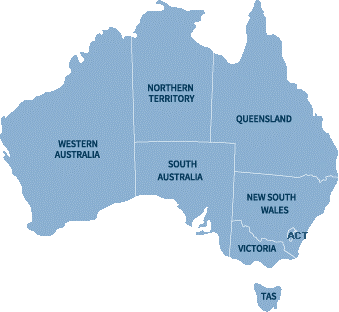 NORTHERN
TERRITORY
QUEENSLAND
WESTERN
AUSTRALIA
SOUTH
AUSTRALIA
NEW SOUTH
WALES
ACT
VICTORIA
TAS